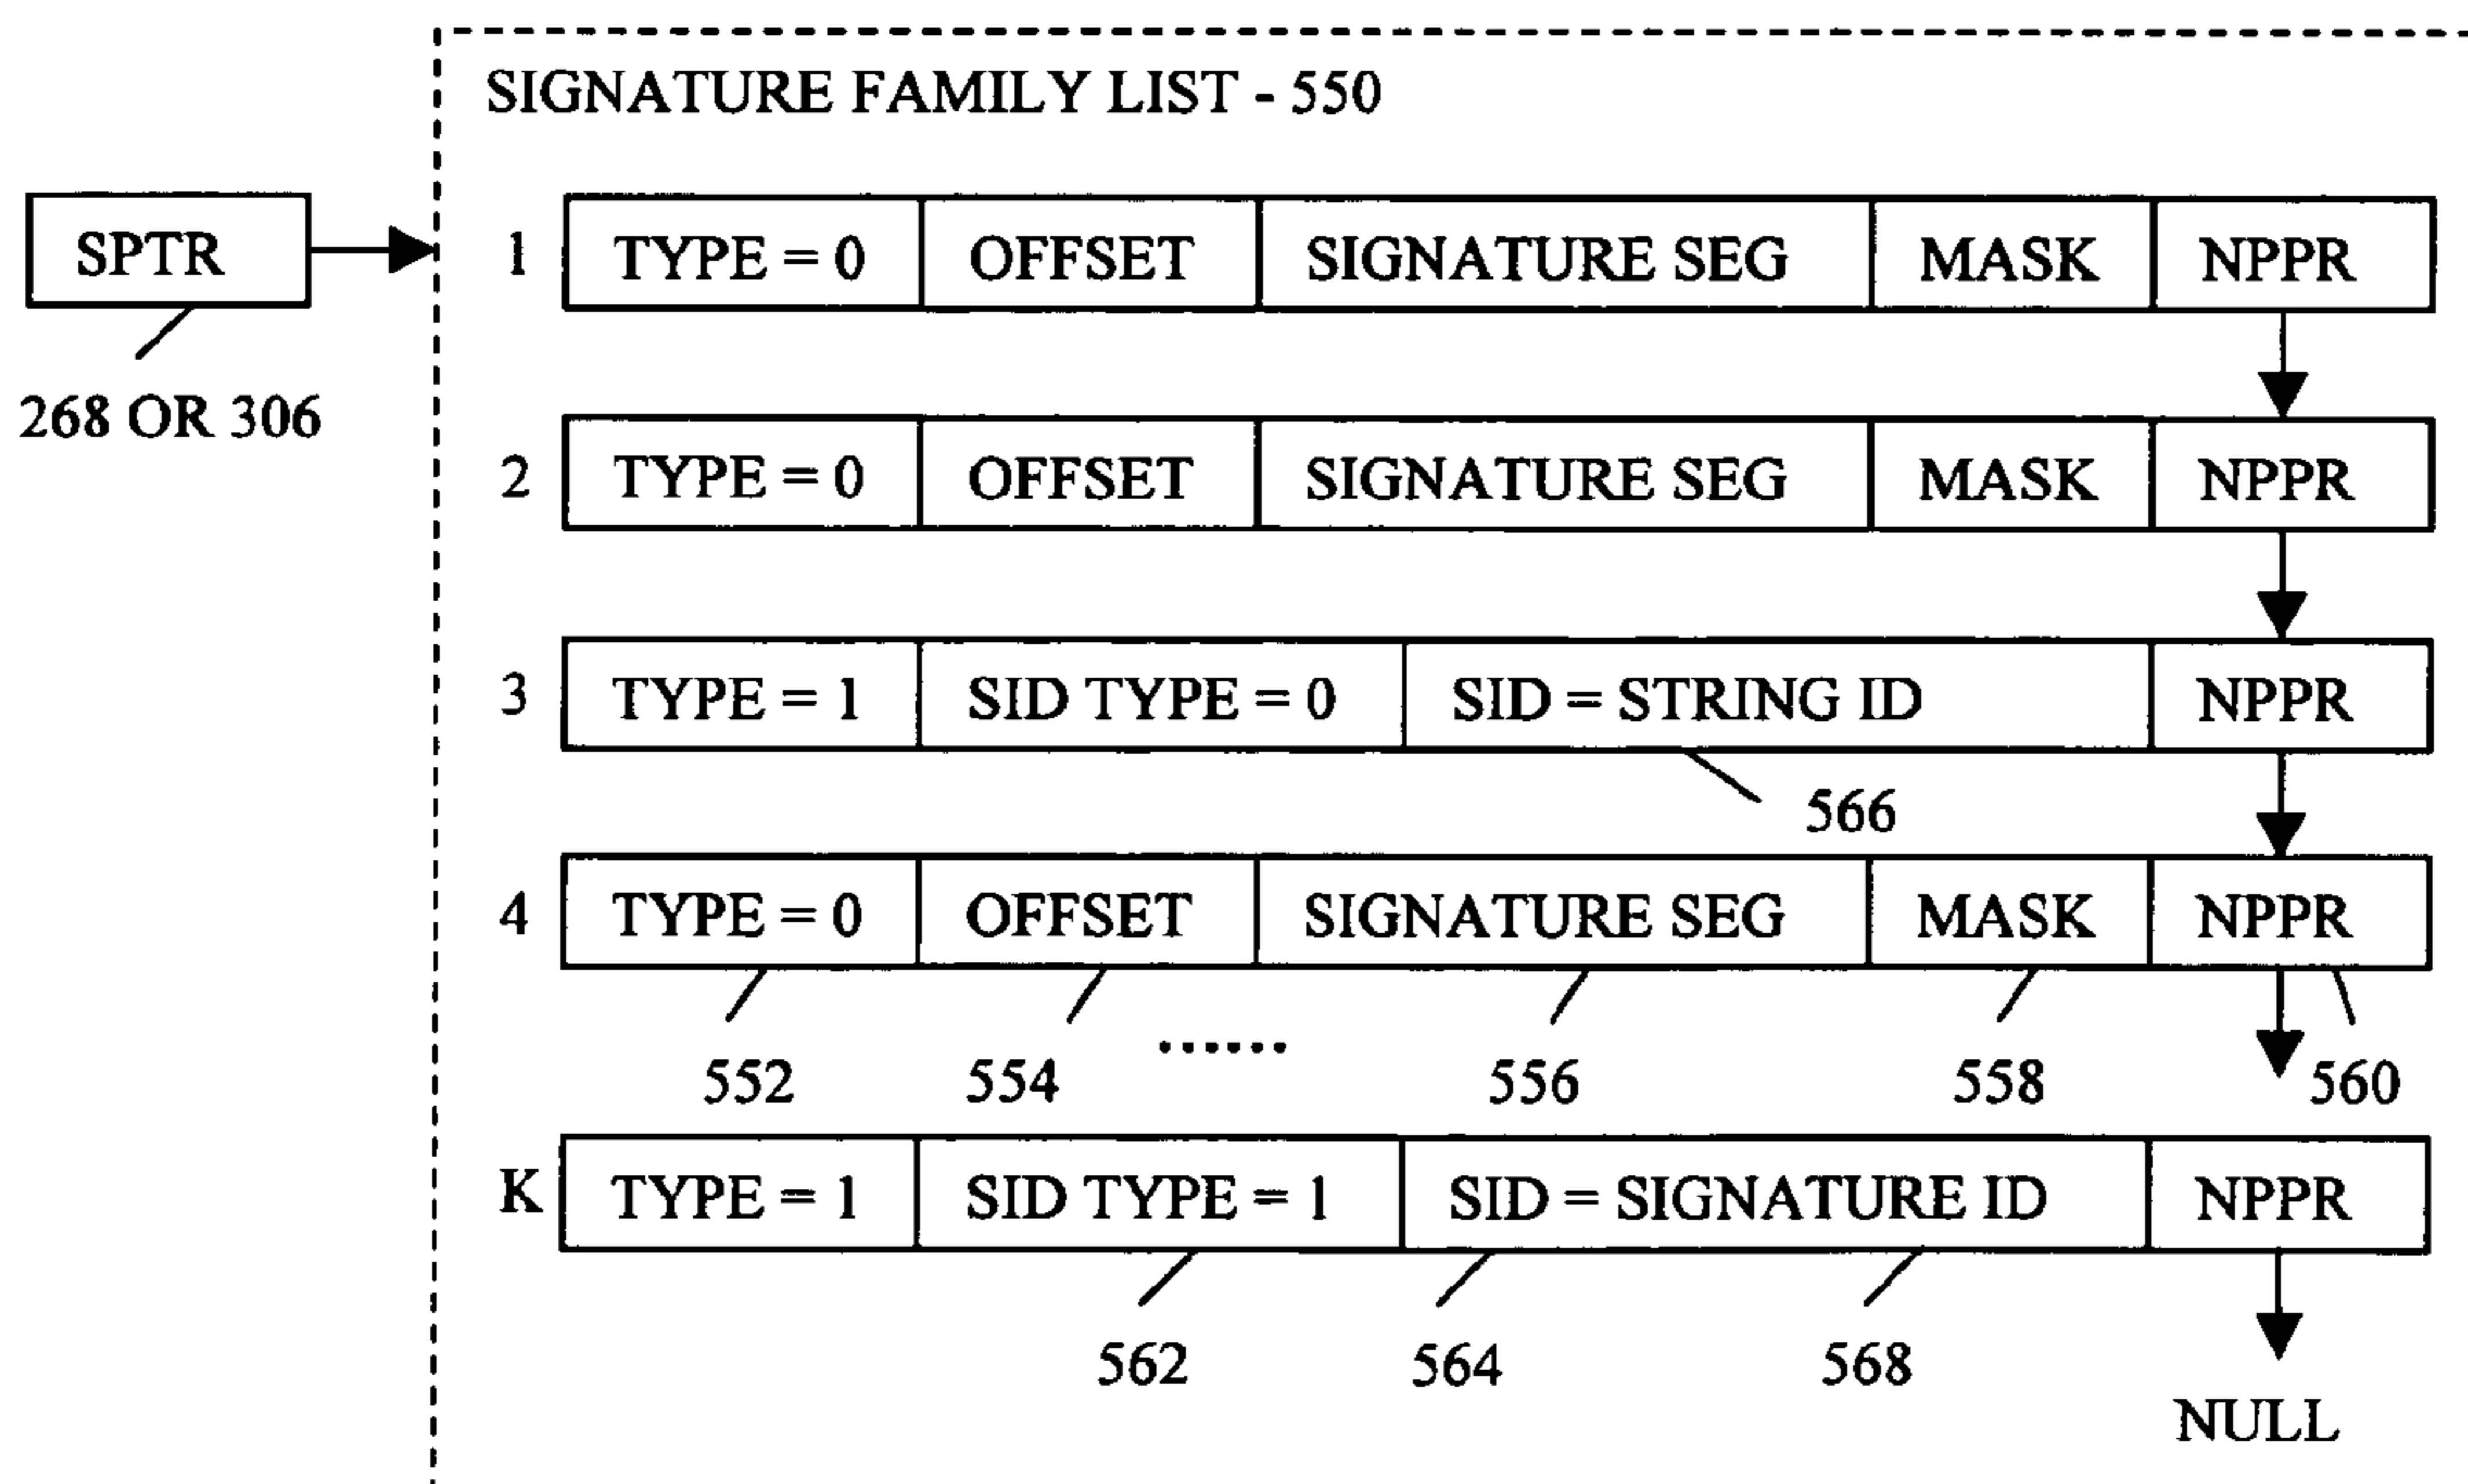 SIGNATURE FAMILY LIST - 550
SPTR
268 OR 306
1 TYPE = 0 OFFSET SIGNATURE SEG MASK NPPR
2 TYPE = 0 OFFSET SIGNATURE SEG MASK NPPR
3 TYPE = 1 SID TYPE = 0 SID = STRING ID NPPR
566
4 TYPE = 0 OFFSET SIGNATURE SEG MASK NPPR
552 554 ...... 556 558 560
K TYPE = 1 SID TYPE = 1 SID = SIGNATURE ID NPPR
562 564 568
NULL